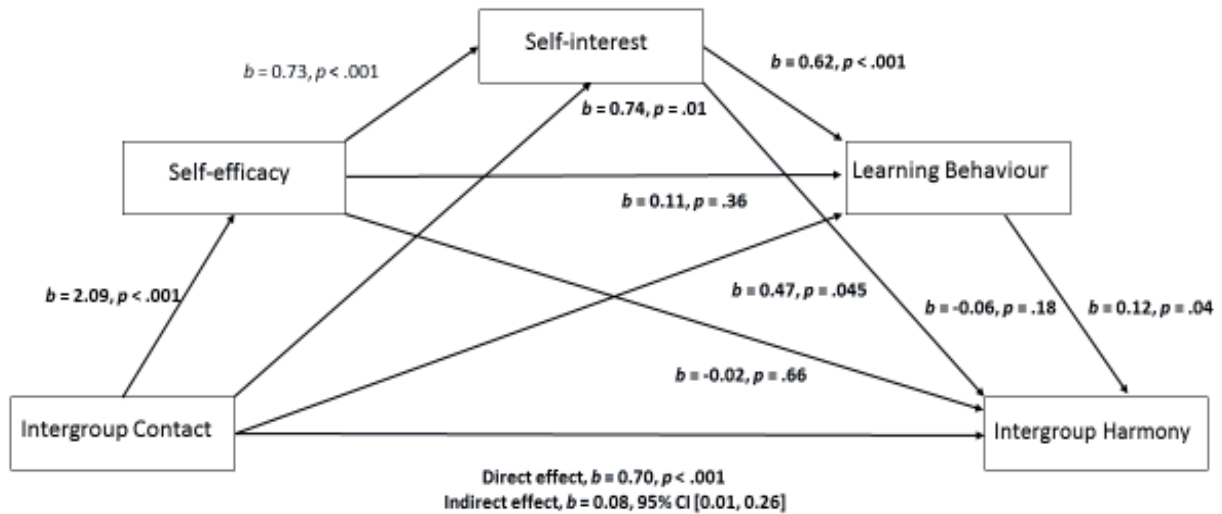 Self-interest
b = 0.73, p < .001
b = 0.62, p < .001
b = 0.74, p = .01
Self-efficacy
Learning Behaviour
b = 0.11, p = .36
b = 2.09, p < .001
b = 0.47, p = .045
b = -0.06, p = .18
b = 0.12, p = .04
b = -0.02, p = .66
Intergroup Contact
Intergroup Harmony
Direct effect, b = 0.70, p < .001
Indirect effect, b = 0.08, 95% CI [0.01, 0.26]